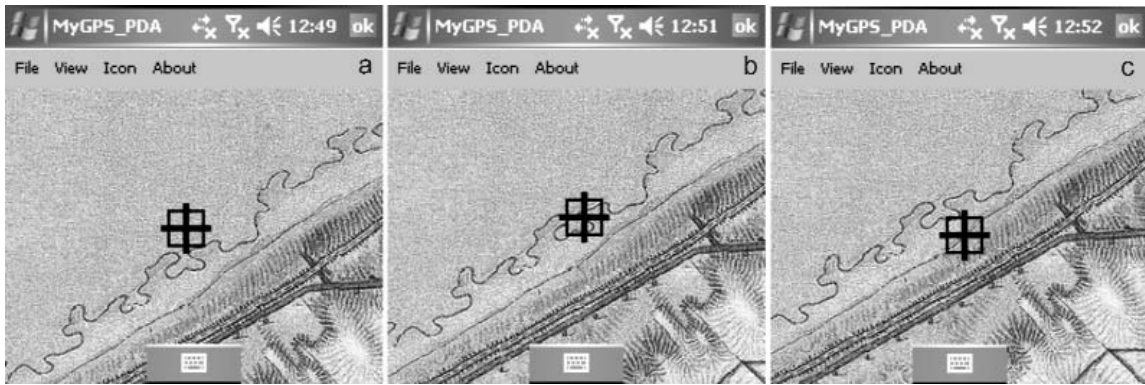 MyGPS_PDA 12:49 ok
File View Icon About a
MyGPS_PDA 12:51 ok
File View Icon About b
MyGPS_PDA 12:52 ok
File View Icon About c